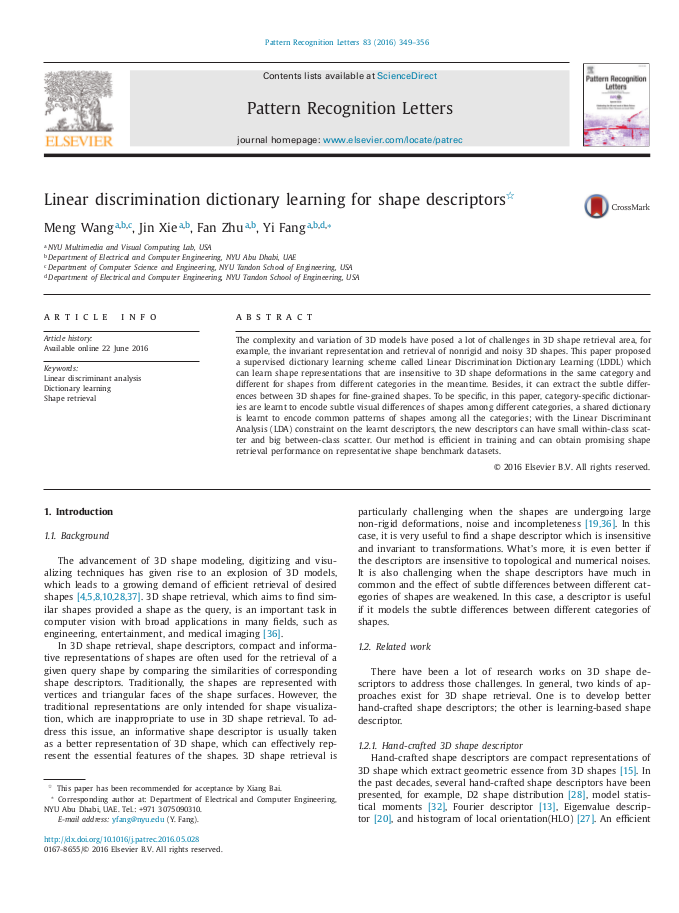 Pattern Recognition Letters 83 (2016) 349–356
Contents lists available at ScienceDirect
Pattern Recognition Letters
journal homepage: www.elsevier.com/locate/patrec
ELSEVIER
Pattern Recognition
Letters
Linear discrimination dictionary learning for shape descriptors☆
CrossMark
Meng Wang a,b,c, Jin Xie a,b, Fan Zhu a,b, Yi Fang a,b,d,∗
a NYU Multimedia and Visual Computing Lab, USA
b Department of Electrical and Computer Engineering, NYU Abu Dhabi, UAE
c Department of Computer Science and Engineering, NYU Tandon School of Engineering, USA
d Department of Electrical and Computer Engineering, NYU Tandon School of Engineering, USA
ARTICLE INFO
Article history:
Available online 22 June 2016
Keywords:
Linear discriminant analysis
Dictionary learning
Shape retrieval
ABSTRACT
The complexity and variation of 3D models have posed a lot of challenges in 3D shape retrieval area, for
example, the invariant representation and retrieval of nonrigid and noisy 3D shapes. This paper proposed
a supervised dictionary learning scheme called Linear Discrimination Dictionary Learning (LDDL) which
can learn shape representations that are insensitive to 3D shape deformations in the same category and
different for shapes from different categories in the meantime. Besides, it can extract the subtle differ-
ences between 3D shapes for fine-grained shapes. To be specific, in this paper, category-specific dictionar-
ies are learnt to encode subtle visual differences of shapes among different categories, a shared dictionary
is learnt to encode common patterns of shapes among all the categories; with the Linear Discriminant
Analysis (LDA) constraint on the learnt descriptors, the new descriptors can have small within-class scat-
ter and big between-class scatter. Our method is efficient in training and can obtain promising shape
retrieval performance on representative shape benchmark datasets.
© 2016 Elsevier B.V. All rights reserved.
1. Introduction
1.1. Background
The advancement of 3D shape modeling, digitizing and visu-
alizing techniques has given rise to an explosion of 3D models,
which leads to a growing demand of efficient retrieval of desired
shapes [4,5,8,10,28,37]. 3D shape retrieval, which aims to find sim-
ilar shapes provided a shape as the query, is an important task in
computer vision with broad applications in many fields, such as
engineering, entertainment, and medical imaging [36].
In 3D shape retrieval, shape descriptors, compact and informa-
tive representations of shapes are often used for the retrieval of a
given query shape by comparing the similarities of corresponding
shape descriptors. Traditionally, the shapes are represented with
vertices and triangular faces of the shape surfaces. However, the
traditional representations are only intended for shape visualiza-
tion, which are inappropriate to use in 3D shape retrieval. To ad-
dress this issue, an informative shape descriptor is usually taken
as a better representation of 3D shape, which can effectively rep-
resent the essential features of the shapes. 3D shape retrieval is
☆ This paper has been recommended for acceptance by Xiang Bai.
∗ Corresponding author at: Department of Electrical and Computer Engineering,
NYU Abu Dhabi, UAE. Tel.: +971 3075090310.
E-mail address: yfang@nyu.edu (Y. Fang).
http://dx.doi.org/10.1016/j.patrec.2016.05.028
0167-8655/© 2016 Elsevier B.V. All rights reserved.
particularly challenging when the shapes are undergoing large
non-rigid deformations, noise and incompleteness [19,36]. In this
case, it is very useful to find a shape descriptor which is insensitive
and invariant to transformations. What's more, it is even better if
the descriptors are insensitive to topological and numerical noises.
It is also challenging when the shape descriptors have much in
common and the effect of subtle differences between different cat-
egories of shapes are weakened. In this case, a descriptor is useful
if it models the subtle differences between different categories of
shapes.
1.2. Related work
There have been a lot of research works on 3D shape de-
scriptors to address those challenges. In general, two kinds of ap-
proaches exist for 3D shape retrieval. One is to develop better
hand-crafted shape descriptors; the other is learning-based shape
descriptor.
1.2.1. Hand-crafted 3D shape descriptor
Hand-crafted shape descriptors are compact representations of
3D shape which extract geometric essence from 3D shapes [15]. In
the past decades, several hand-crafted shape descriptors have been
presented, for example, D2 shape distribution [28], model statis-
tical moments [32], Fourier descriptor [13], Eigenvalue descrip-
tor [20], and histogram of local orientation(HLO) [27]. An efficient